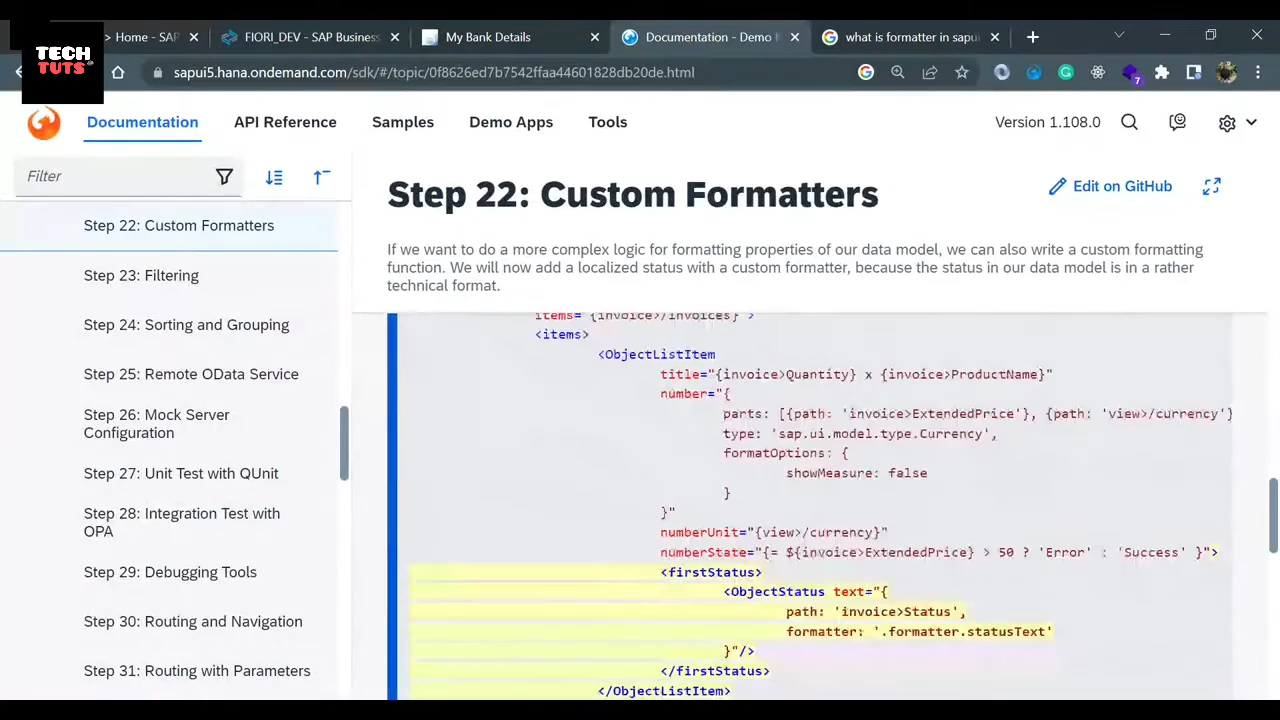 TECH
TUTS
> Home - SAP
FIORI_DEV - SAP Business
My Bank Details
Documentation - Demo K
what is formatter in sapui
sapui5.hana.ondemand.com/sdk/#/topic/0f8626ed7b7542ffaa44601828db20de.html
7
Documentation
API Reference
Samples
Demo Apps
Tools
Version 1.108.0
Filter
Step 22: Custom Formatters
Step 23: Filtering
Step 24: Sorting and Grouping
Step 25: Remote OData Service
Step 26: Mock Server
Configuration
Step 27: Unit Test with QUnit
Step 28: Integration Test with
OPA
Step 29: Debugging Tools
Step 30: Routing and Navigation
Step 31: Routing with Parameters
Step 22: Custom Formatters
Edit on GitHub
If we want to do a more complex logic for formatting properties of our data model, we can also write a custom formatting
function. We will now add a localized status with a custom formatter, because the status in our data model is in a rather
technical format.
items="{invoice>/Invoices}">
<items>
<ObjectListItem
title="{invoice>Quantity} x {invoice>ProductName}"
number="{
parts: [{path: 'invoice>ExtendedPrice'}, {path: 'view>/currency'}
type: 'sap.ui.model.type.Currency',
formatOptions: {
showMeasure: false
}
}"
numberUnit="{view>/currency}"
numberState="{= ${invoice>ExtendedPrice} > 50 ? 'Error' : 'Success' }">
<firstStatus>
<ObjectStatus text="{
path: 'invoice>Status',
formatter: '.formatter.statusText'
}"/>
</firstStatus>
</ObjectListItem>